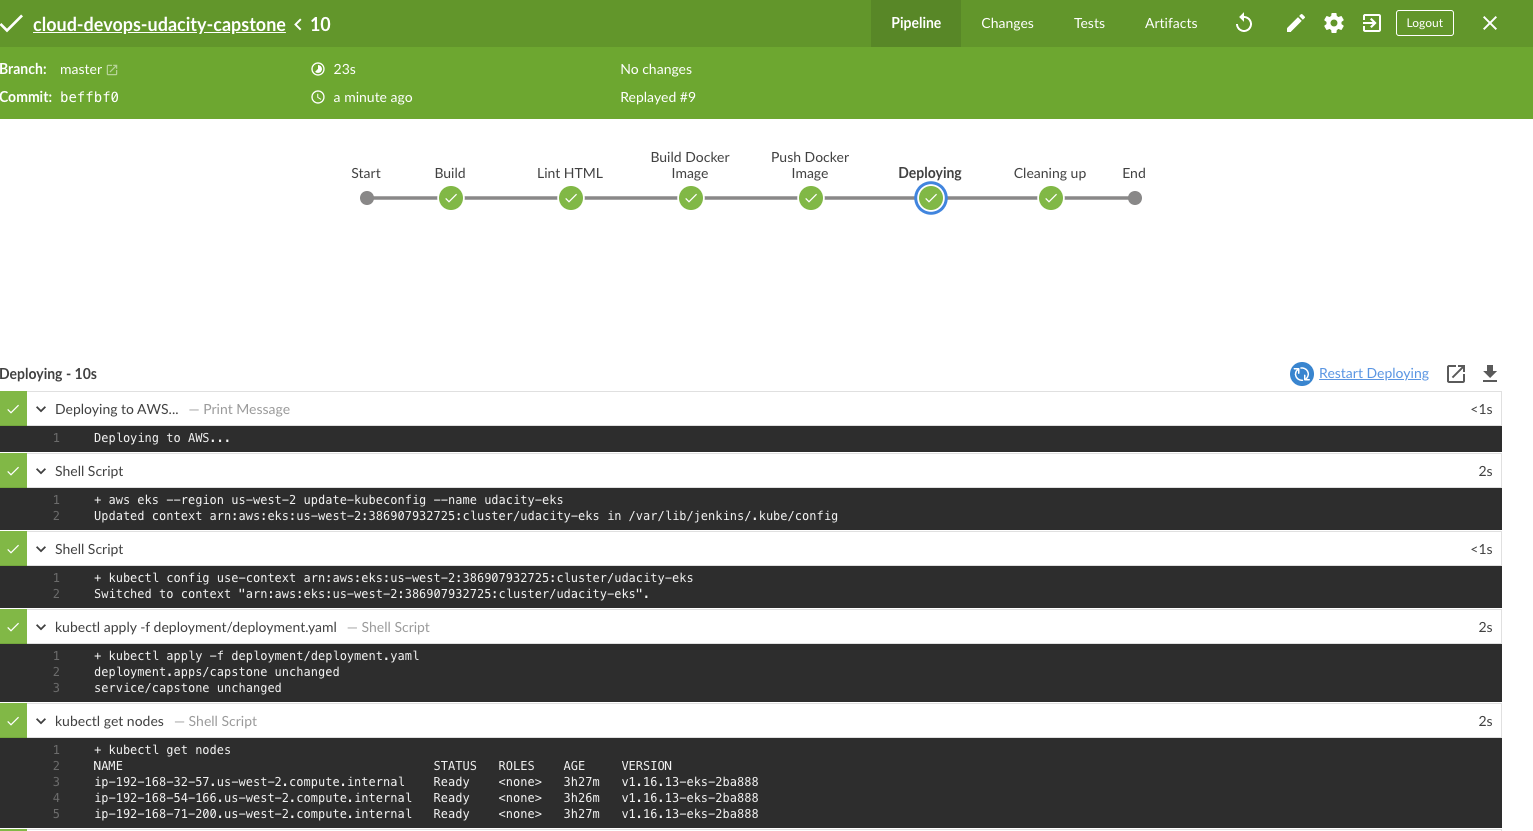 cloud-devops-udacity-capstone < 10
Pipeline Changes Tests Artifacts Logout
Branch: master 23s No changes
Commit: beffbf0 a minute ago Replayed #9
Start Build Lint HTML Build Docker Image Push Docker Image Deploying Cleaning up End
Deploying - 10s Restart Deploying
Deploying to AWS... — Print Message <1s
1 Deploying to AWS...
Shell Script 2s
1 + aws eks --region us-west-2 update-kubeconfig --name udacity-eks
2 Updated context arn:aws:eks:us-west-2:386907932725:cluster/udacity-eks in /var/lib/jenkins/.kube/config
Shell Script <1s
1 + kubectl config use-context arn:aws:eks:us-west-2:386907932725:cluster/udacity-eks
2 Switched to context "arn:aws:eks:us-west-2:386907932725:cluster/udacity-eks".
kubectl apply -f deployment/deployment.yaml — Shell Script 2s
1 + kubectl apply -f deployment/deployment.yaml
2 deployment.apps/capstone unchanged
3 service/capstone unchanged
kubectl get nodes — Shell Script 2s
1 + kubectl get nodes
2 NAME STATUS ROLES AGE VERSION
3 ip-192-168-32-57.us-west-2.compute.internal Ready <none> 3h27m v1.16.13-eks-2ba888
4 ip-192-168-54-166.us-west-2.compute.internal Ready <none> 3h26m v1.16.13-eks-2ba888
5 ip-192-168-71-200.us-west-2.compute.internal Ready <none> 3h27m v1.16.13-eks-2ba888